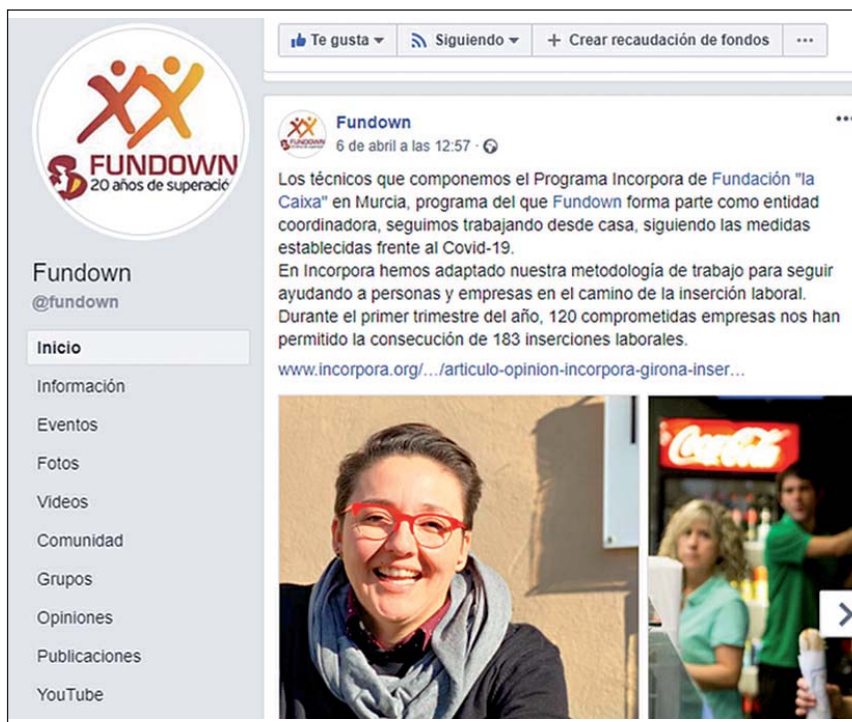 Te gusta
Siguiendo
+ Crear recaudación de fondos
FUNDOWN
20 años de superació
Fundown
@fundown
Inicio
Información
Eventos
Fotos
Videos
Comunidad
Grupos
Opiniones
Publicaciones
YouTube
FUNDOWN
Fundown
6 de abril a las 12:57 ·
Los técnicos que componemos el Programa Incorpora de Fundación "la
Caixa" en Murcia, programa del que Fundown forma parte como entidad
coordinadora, seguimos trabajando desde casa, siguiendo las medidas
establecidas frente al Covid-19.
En Incorpora hemos adaptado nuestra metodología de trabajo para seguir
ayudando a personas y empresas en el camino de la inserción laboral.
Durante el primer trimestre del año, 120 comprometidas empresas nos han
permitido la consecución de 183 inserciones laborales.
www.incorpora.org/.../articulo-opinion-incorpora-girona-inser...
Coca-Cola